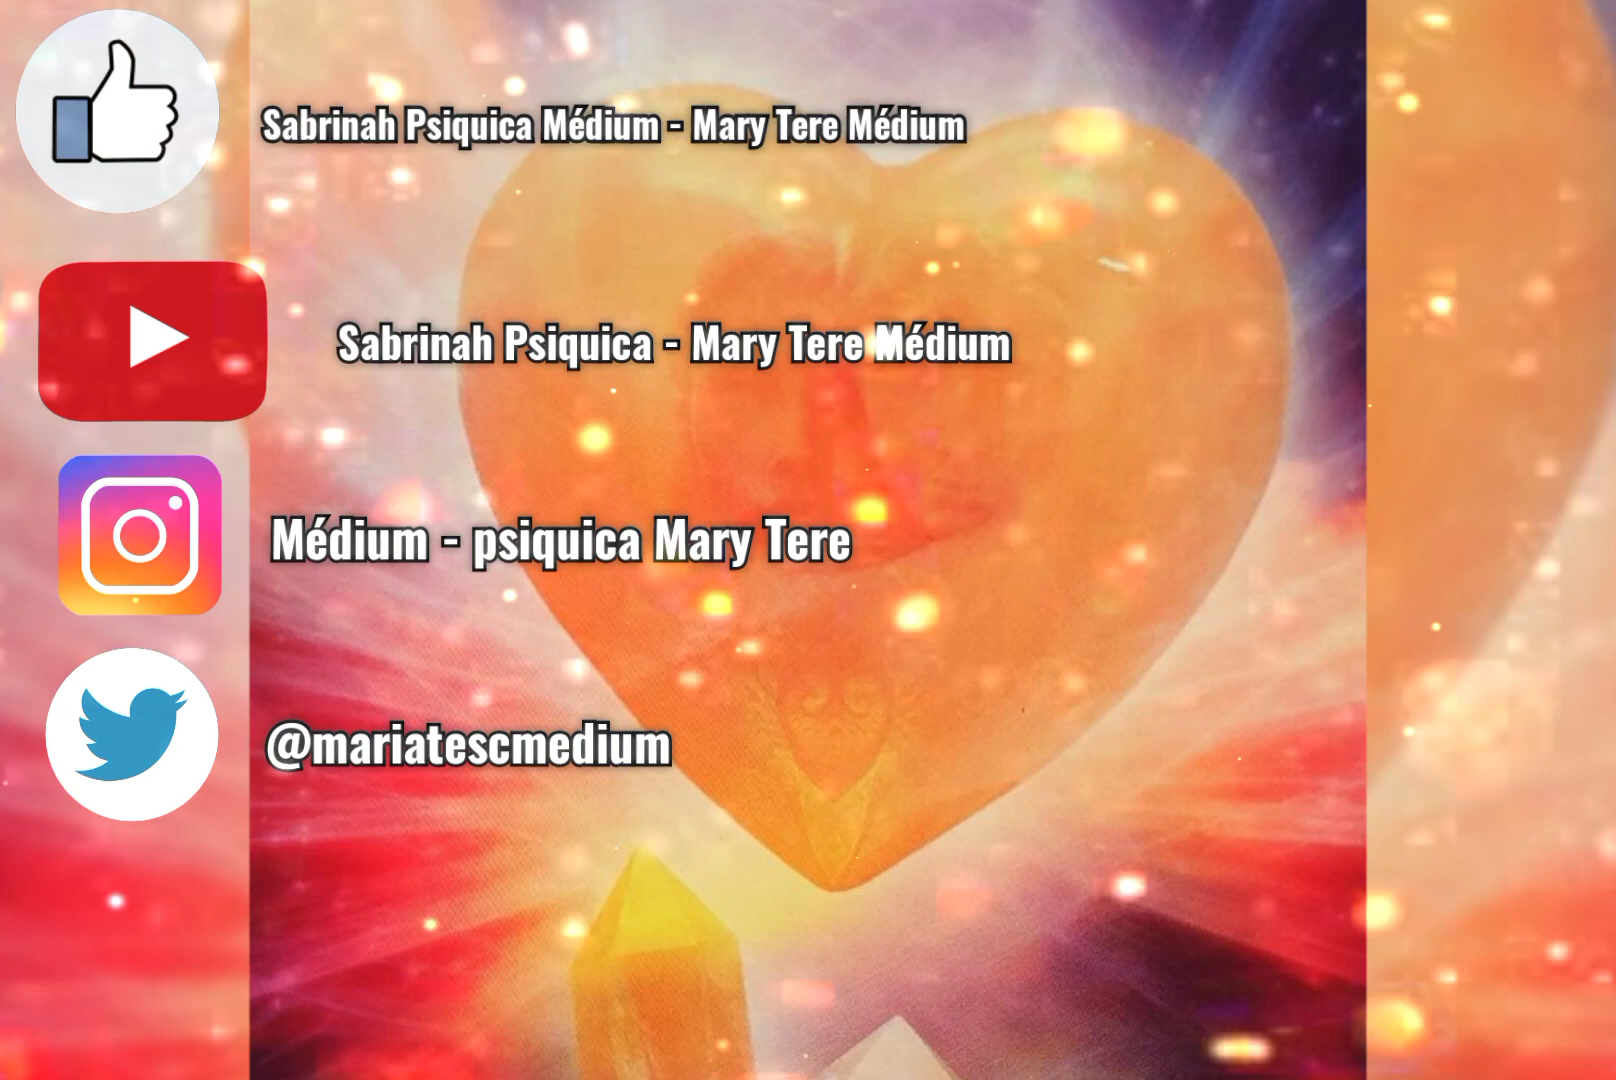 Sabrinah Psiquica Médium - Mary Tere Médium
Sabrinah Psiquica - Mary Tere Médium
Médium - psiquica Mary Tere
@mariatescmedium